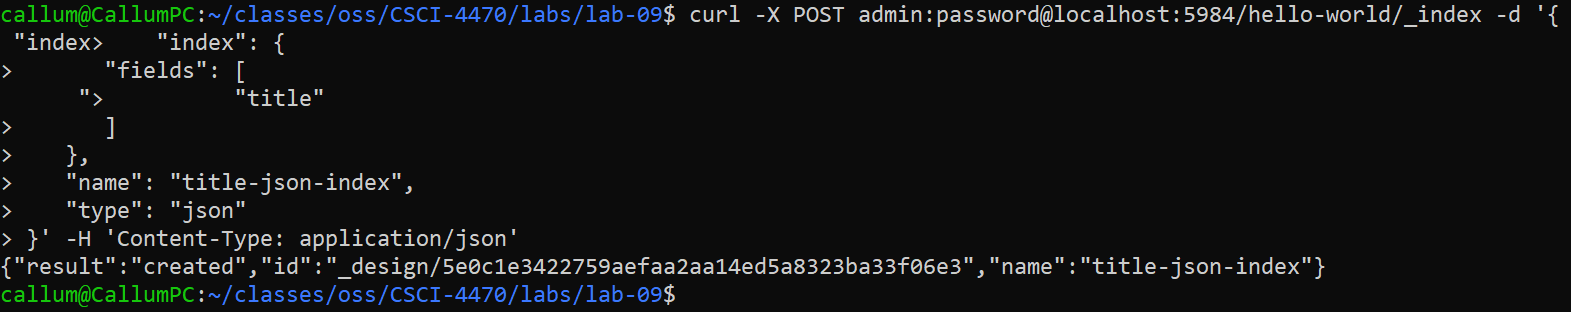 callum@CallumPC:~/classes/oss/CSCI-4470/labs/lab-09$ curl -X POST admin:password@localhost:5984/hello-world/_index -d '{
 "index>    "index": {
>       "fields": [
      ">          "title"
>       ]
>    },
>    "name": "title-json-index",
>    "type": "json"
> }' -H 'Content-Type: application/json'
{"result":"created","id":"_design/5e0c1e3422759aefaa2aa14ed5a8323ba33f06e3","name":"title-json-index"}
callum@CallumPC:~/classes/oss/CSCI-4470/labs/lab-09$